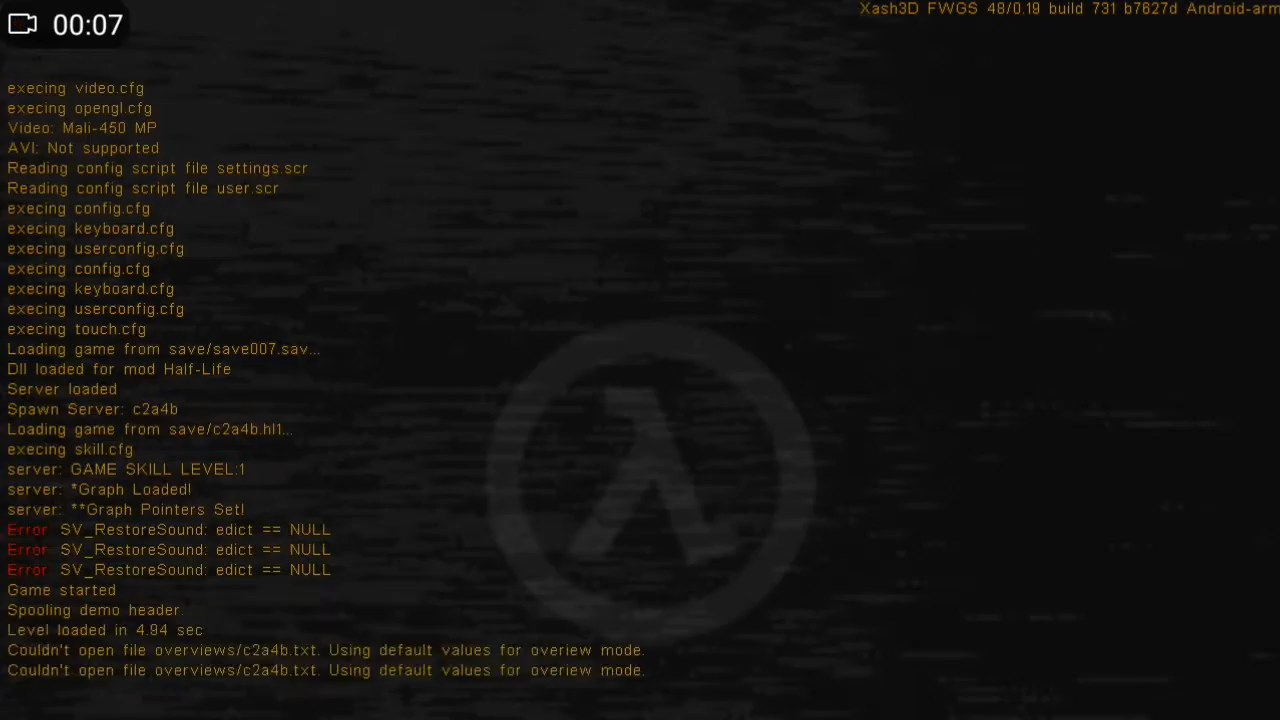 00:07
Xash3D FWGS 48/0.19 build 731 b7627d Android-arm
execing video.cfg
execing opengl.cfg
Video: Mali-450 MP
AVI: Not supported
Reading config script file settings.scr
Reading config script file user.scr
execing config.cfg
execing keyboard.cfg
execing userconfig.cfg
execing config.cfg
execing keyboard.cfg
execing userconfig.cfg
execing touch.cfg
Loading game from save/save007.sav...
Dll loaded for mod Half-Life
Server loaded
Spawn Server: c2a4b
Loading game from save/c2a4b.hl1...
execing skill.cfg
server: GAME SKILL LEVEL:1
server: *Graph Loaded!
server: **Graph Pointers Set!
Error SV_RestoreSound: edict == NULL
Error SV_RestoreSound: edict == NULL
Error SV_RestoreSound: edict == NULL
Game started
Spooling demo header.
Level loaded in 4.94 sec
Couldn't open file overviews/c2a4b.txt. Using default values for overiew mode.
Couldn't open file overviews/c2a4b.txt. Using default values for overiew mode.